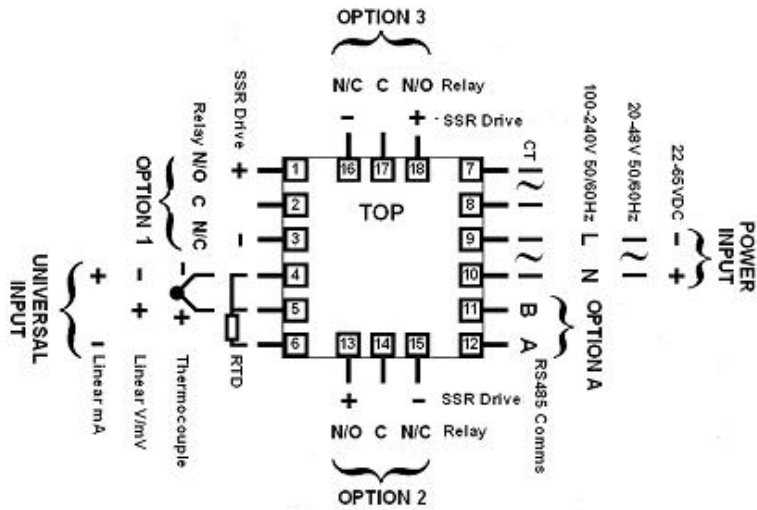 OPTION 3
N/C C N/O Relay
− + - SSR Drive
16 17 18
TOP
SSR Drive + −
Relay N/O C N/C
OPTION 1
1
2
3
4
5
6
7
8
9
10
11
12
13 14 15
+ − SSR Drive
N/O C N/C Relay
OPTION 2
CT
100-240V 50/60Hz L N
20-48V 50/60Hz
22-65VDC − +
POWER INPUT
B
A
OPTION A
RS485 Comms
RTD
− + Thermocouple
− + Linear V/mV
+ − Linear mA
UNIVERSAL INPUT